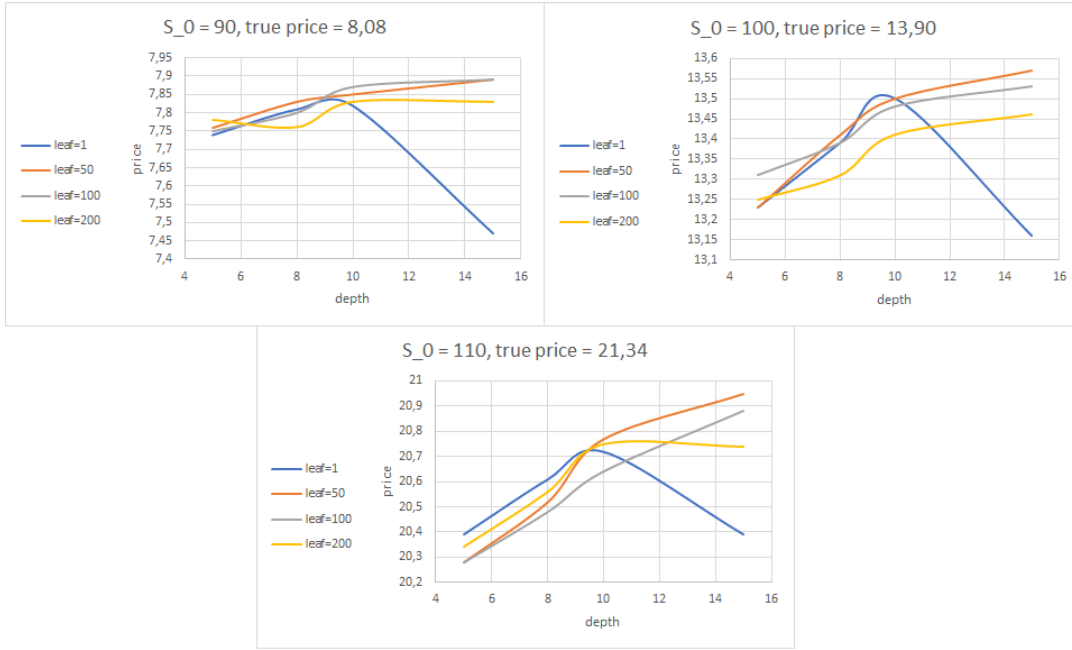 S_0 = 90, true price = 8,08
7,95
7,9
7,85
7,8
7,75
7,7
7,65
7,6
7,55
7,5
7,45
7,4
price
4 6 8 10 12 14 16
depth
leaf=1
leaf=50
leaf=100
leaf=200
S_0 = 100, true price = 13,90
13,6
13,55
13,5
13,45
13,4
13,35
13,3
13,25
13,2
13,15
13,1
price
4 6 8 10 12 14 16
depth
leaf=1
leaf=50
leaf=100
leaf=200
S_0 = 110, true price = 21,34
21
20,9
20,8
20,7
20,6
20,5
20,4
20,3
20,2
price
4 6 8 10 12 14 16
depth
leaf=1
leaf=50
leaf=100
leaf=200